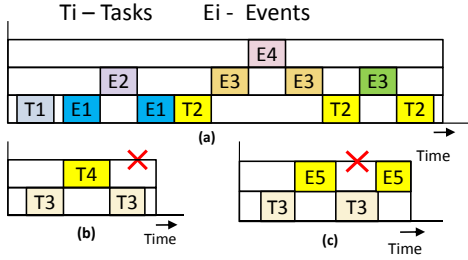 Ti – Tasks Ei - Events
E4
E2 E3 E3 E3
T1 E1 E1 T2 T2 T2
(a)
Time
T4
T3 T3
(b)
Time
E5 E5
T3 T3
(c)
Time